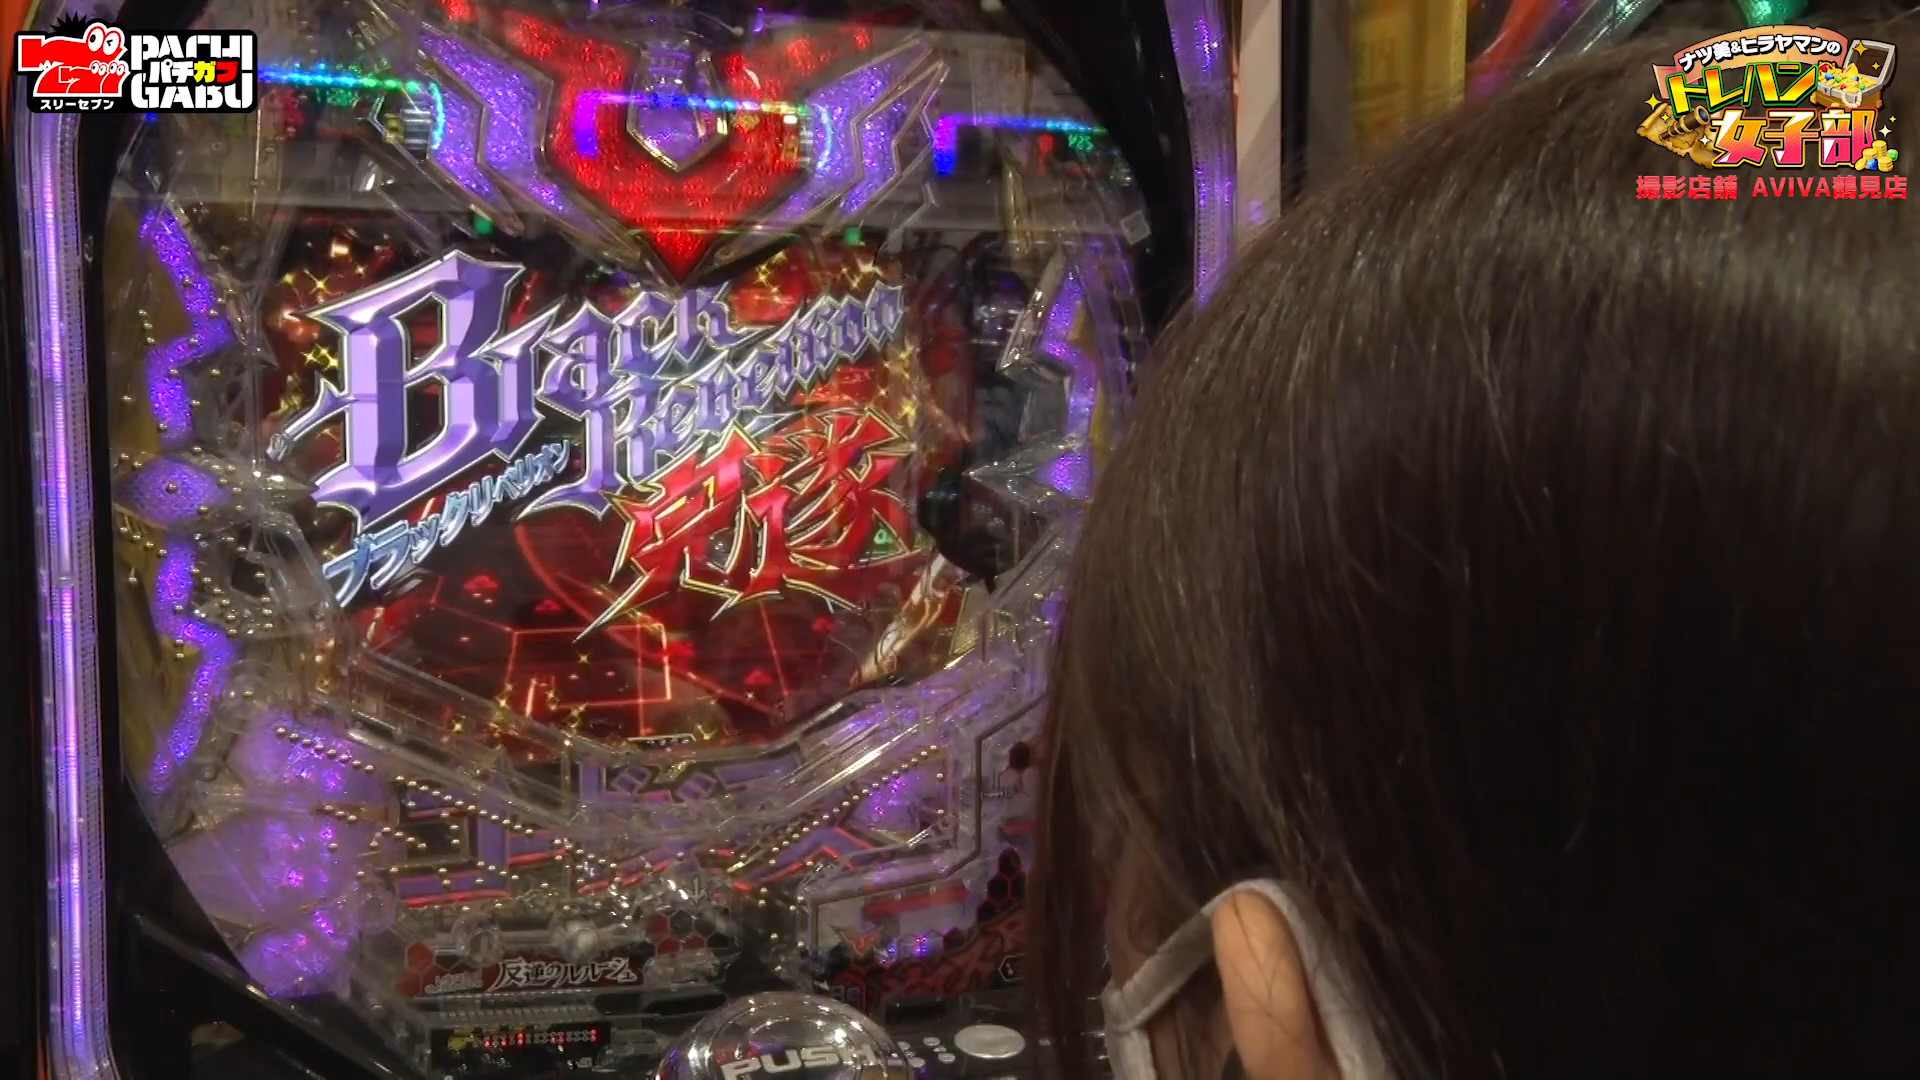 PACHI
パチガブ
GABU
スリーセブン
ナツ美&ヒラヤマンの
トレハン
女子部
撮影店舗 AVIVA鶴見店
Black
Rebellion
ブラックリベリオン
完遂
反逆のルルーシュ
PUSH